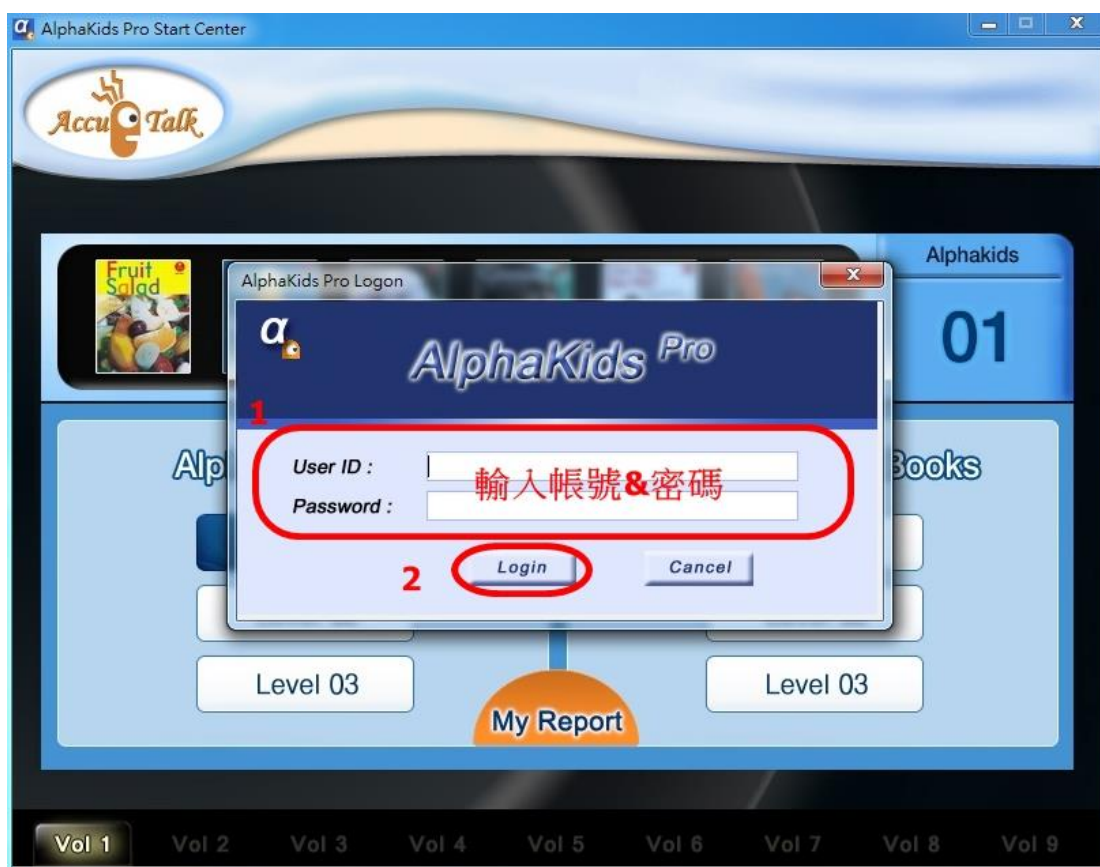 AlphaKids Pro Start Center
Accu Talk
Alphakids
01
Fruit
Salad
AlphaKids Pro Logon
AlphaKids Pro
1
User ID :
輸入帳號&密碼
Password :
2
Login
Cancel
Alp
Books
Level 03
Level 03
My Report
Vol 1
Vol 2
Vol 3
Vol 4
Vol 5
Vol 6
Vol 7
Vol 8
Vol 9